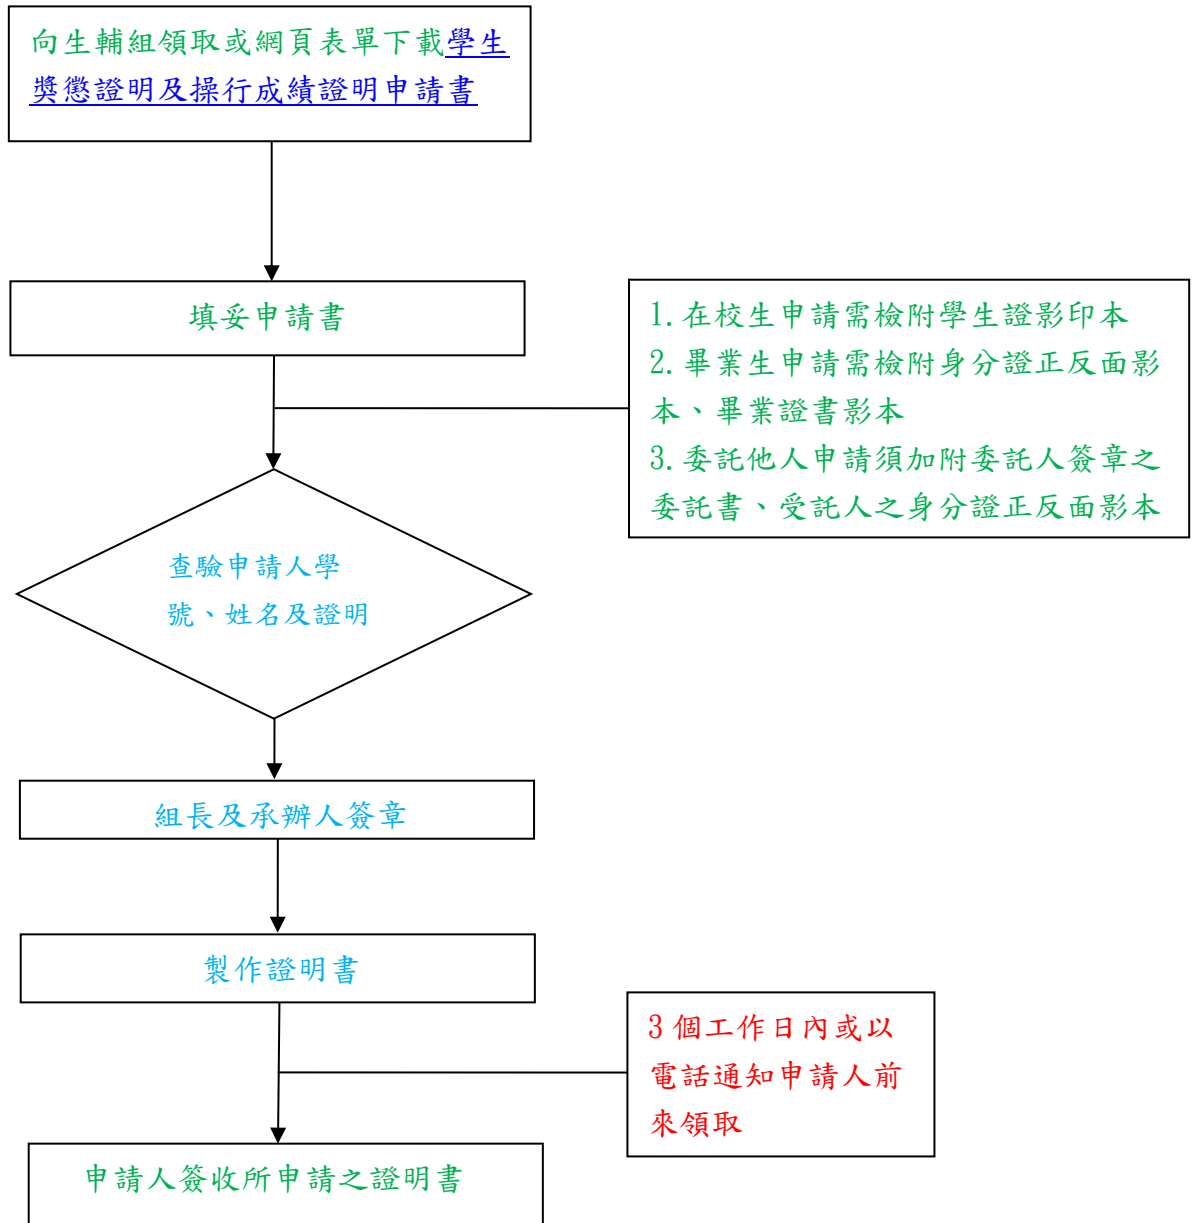 向生輔組領取或網頁表單下載學生
獎懲證明及操行成績證明申請書
填妥申請書
1.在校生申請需檢附學生證影印本
2.畢業生申請需檢附身分證正反面影
本、畢業證書影本
3.委託他人申請須加附委託人簽章之
委託書、受託人之身分證正反面影本
查驗申請人學
號、姓名及證明
組長及承辦人簽章
製作證明書
3個工作日內或以
電話通知申請人前
來領取
申請人簽收所申請之證明書